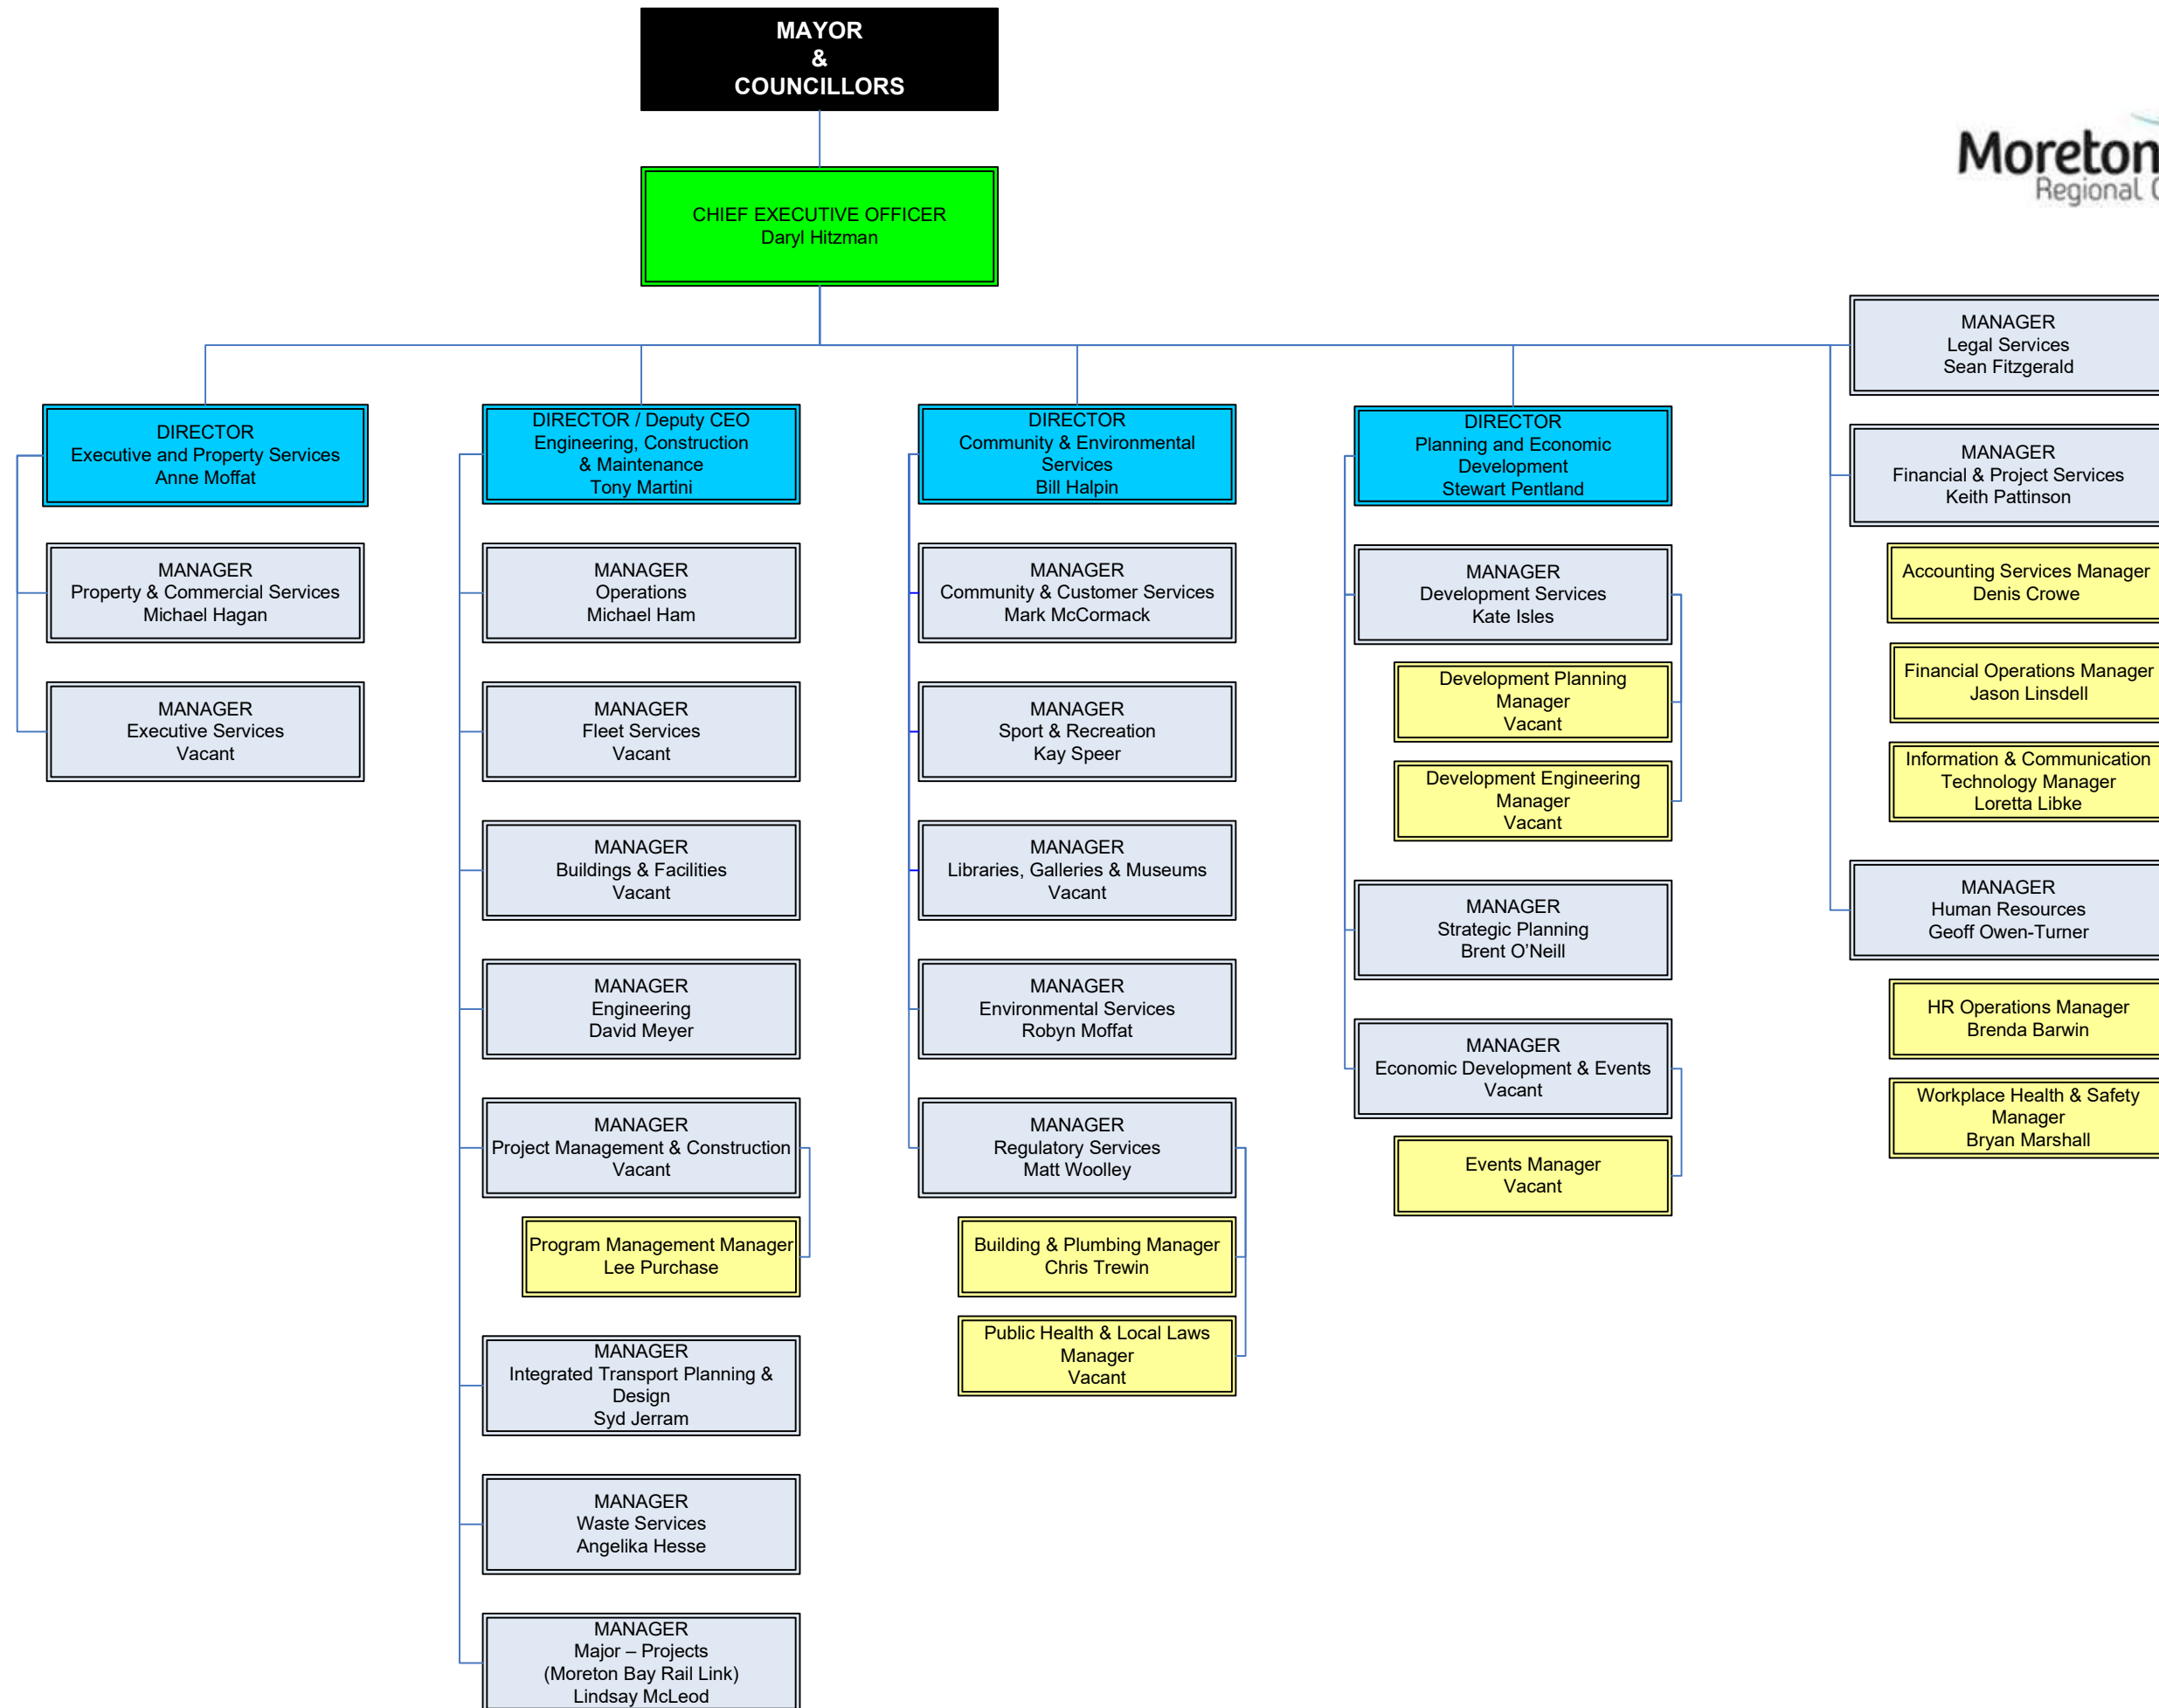 MAYOR
&
COUNCILLORS
Moreton
Regional
CHIEF EXECUTIVE OFFICER
Daryl Hitzman
DIRECTOR
Executive and Property Services
Anne Moffat
MANAGER
Property & Commercial Services
Michael Hagan
MANAGER
Executive Services
Vacant
DIRECTOR / Deputy CEO
Engineering, Construction
& Maintenance
Tony Martini
MANAGER
Operations
Michael Ham
MANAGER
Fleet Services
Vacant
MANAGER
Buildings & Facilities
Vacant
MANAGER
Engineering
David Meyer
MANAGER
Project Management & Construction
Vacant
Program Management Manager
Lee Purchase
MANAGER
Integrated Transport Planning &
Design
Syd Jerram
MANAGER
Waste Services
Angelika Hesse
MANAGER
Major – Projects
(Moreton Bay Rail Link)
Lindsay McLeod
DIRECTOR
Community & Environmental
Services
Bill Halpin
MANAGER
Community & Customer Services
Mark McCormack
MANAGER
Sport & Recreation
Kay Speer
MANAGER
Libraries, Galleries & Museums
Vacant
MANAGER
Environmental Services
Robyn Moffat
MANAGER
Regulatory Services
Matt Woolley
Building & Plumbing Manager
Chris Trewin
Public Health & Local Laws
Manager
Vacant
DIRECTOR
Planning and Economic
Development
Stewart Pentland
MANAGER
Development Services
Kate Isles
Development Planning
Manager
Vacant
Development Engineering
Manager
Vacant
MANAGER
Strategic Planning
Brent O’Neill
MANAGER
Economic Development & Events
Vacant
Events Manager
Vacant
MANAGER
Legal Services
Sean Fitzgerald
MANAGER
Financial & Project Services
Keith Pattinson
Accounting Services Manager
Denis Crowe
Financial Operations Manager
Jason Linsdell
Information & Communication
Technology Manager
Loretta Libke
MANAGER
Human Resources
Geoff Owen-Turner
HR Operations Manager
Brenda Barwin
Workplace Health & Safety
Manager
Bryan Marshall